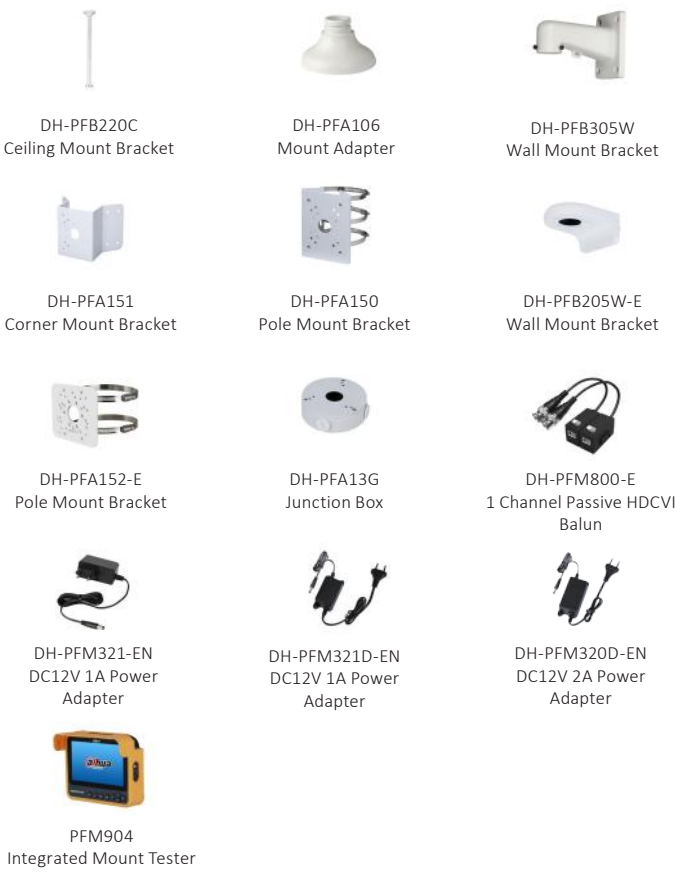 DH-PFB220C
Ceiling Mount Bracket
DH-PFA106
Mount Adapter
DH-PFB305W
Wall Mount Bracket
DH-PFA151
Corner Mount Bracket
DH-PFA150
Pole Mount Bracket
DH-PFB205W-E
Wall Mount Bracket
DH-PFA152-E
Pole Mount Bracket
DH-PFA13G
Junction Box
DH-PFM800-E
1 Channel Passive HDCVI
Balun
DH-PFM321-EN
DC12V 1A Power
Adapter
DH-PFM321D-EN
DC12V 1A Power
Adapter
DH-PFM320D-EN
DC12V 2A Power
Adapter
alhua
PFM904
Integrated Mount Tester